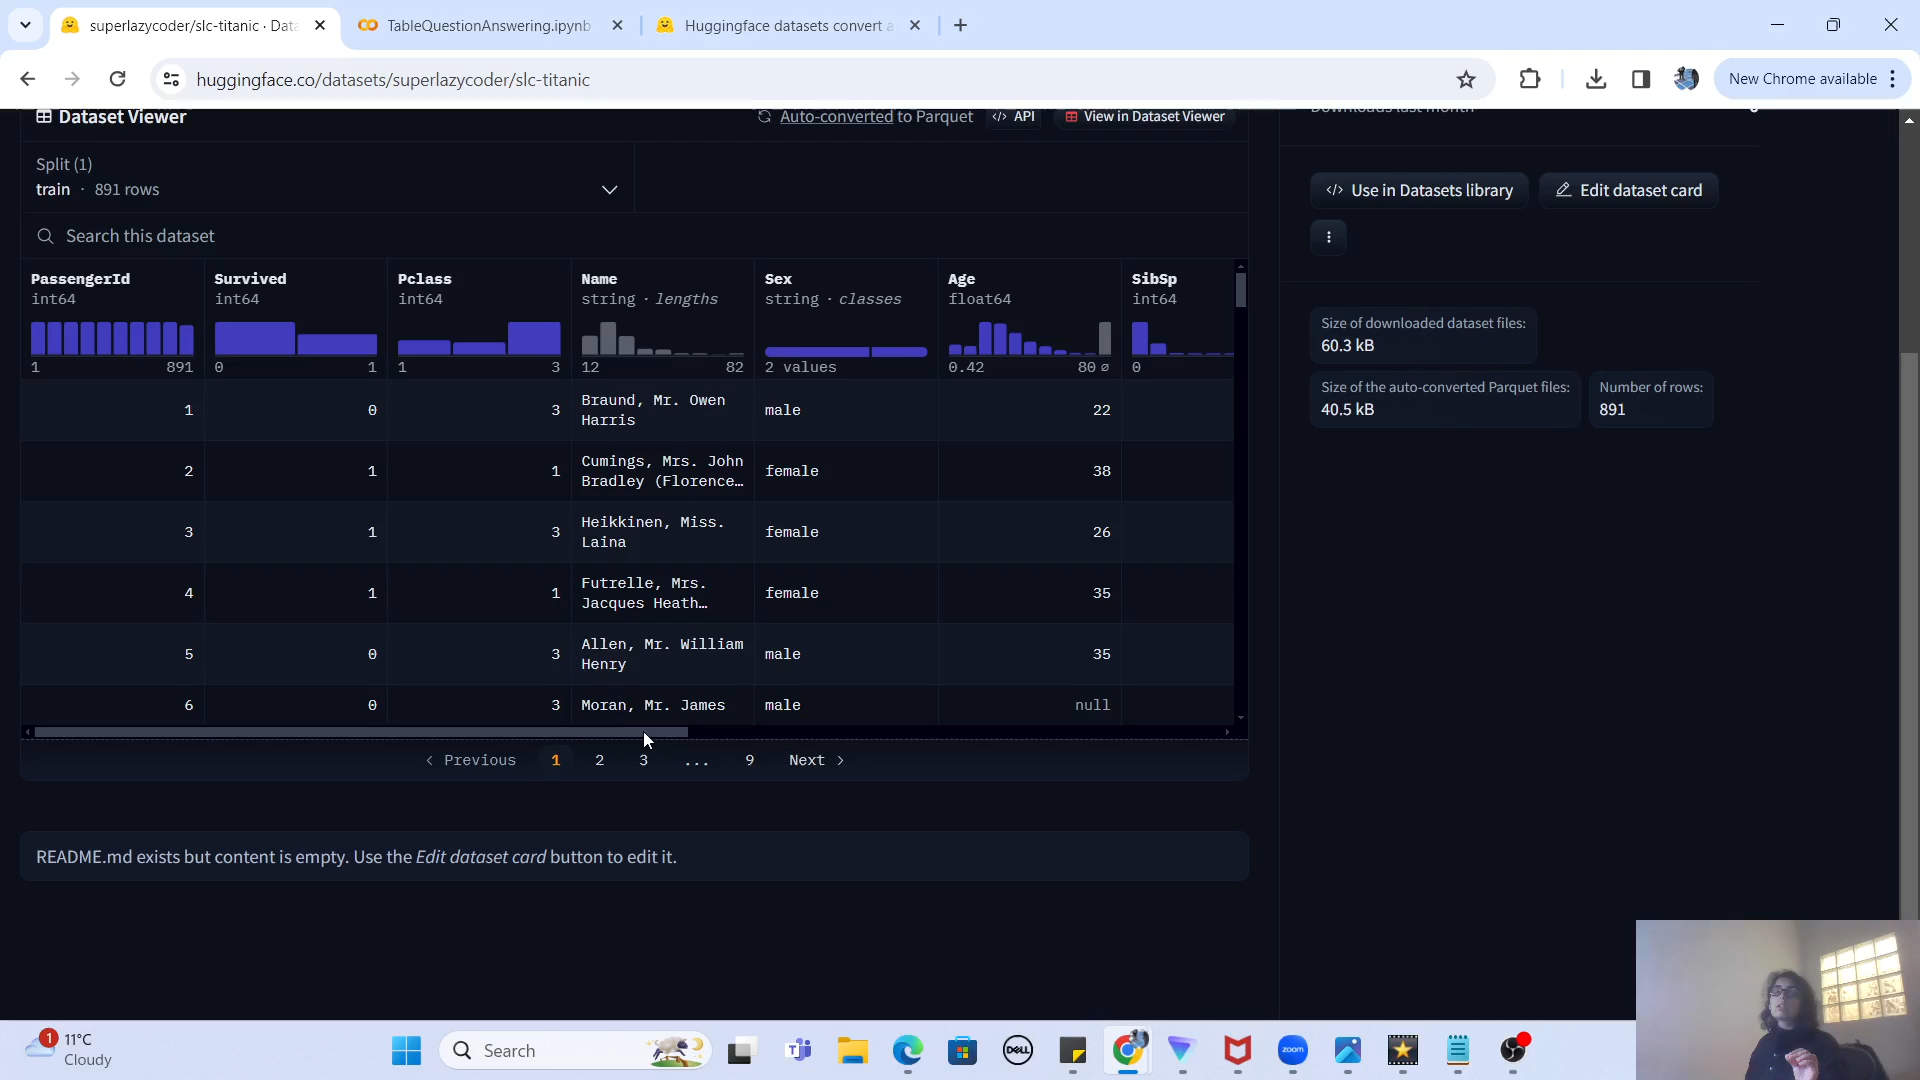 superlazycoder/slc-titanic · Data
TableQuestionAnswering.ipynb
Huggingface datasets convert a
huggingface.co/datasets/superlazycoder/slc-titanic
New Chrome available
Dataset Viewer
Auto-converted to Parquet
API
View in Dataset Viewer
Downloads last month
Split (1)
train · 891 rows
Search this dataset
PassengerId Survived Pclass Name Sex Age SibSp
int64 int64 int64 string · lengths string · classes float64 int64
1 891 0 1 1 3 12 82 2 values 0.42 80 ⌀ 0
1 0 3 Braund, Mr. Owen Harris male 22
2 1 1 Cumings, Mrs. John Bradley (Florence… female 38
3 1 3 Heikkinen, Miss. Laina female 26
4 1 1 Futrelle, Mrs. Jacques Heath… female 35
5 0 3 Allen, Mr. William Henry male 35
6 0 3 Moran, Mr. James male null
< Previous 1 2 3 ... 9 Next >
README.md exists but content is empty. Use the Edit dataset card button to edit it.
</> Use in Datasets library
Edit dataset card
Size of downloaded dataset files:
60.3 kB
Size of the auto-converted Parquet files:
40.5 kB
Number of rows:
891
1
11°C
Cloudy
Search
DELL
zoom